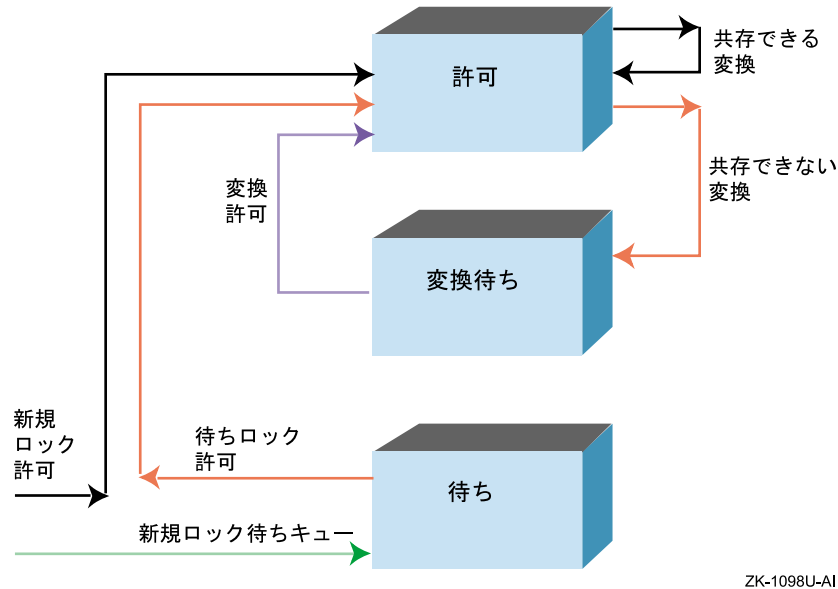 許可
共存できる
変換
共存できない
変換
変換
許可
変換待ち
新規
ロック
許可
待ちロック
許可
待ち
新規ロック待ちキュー
ZK-1098U-AI